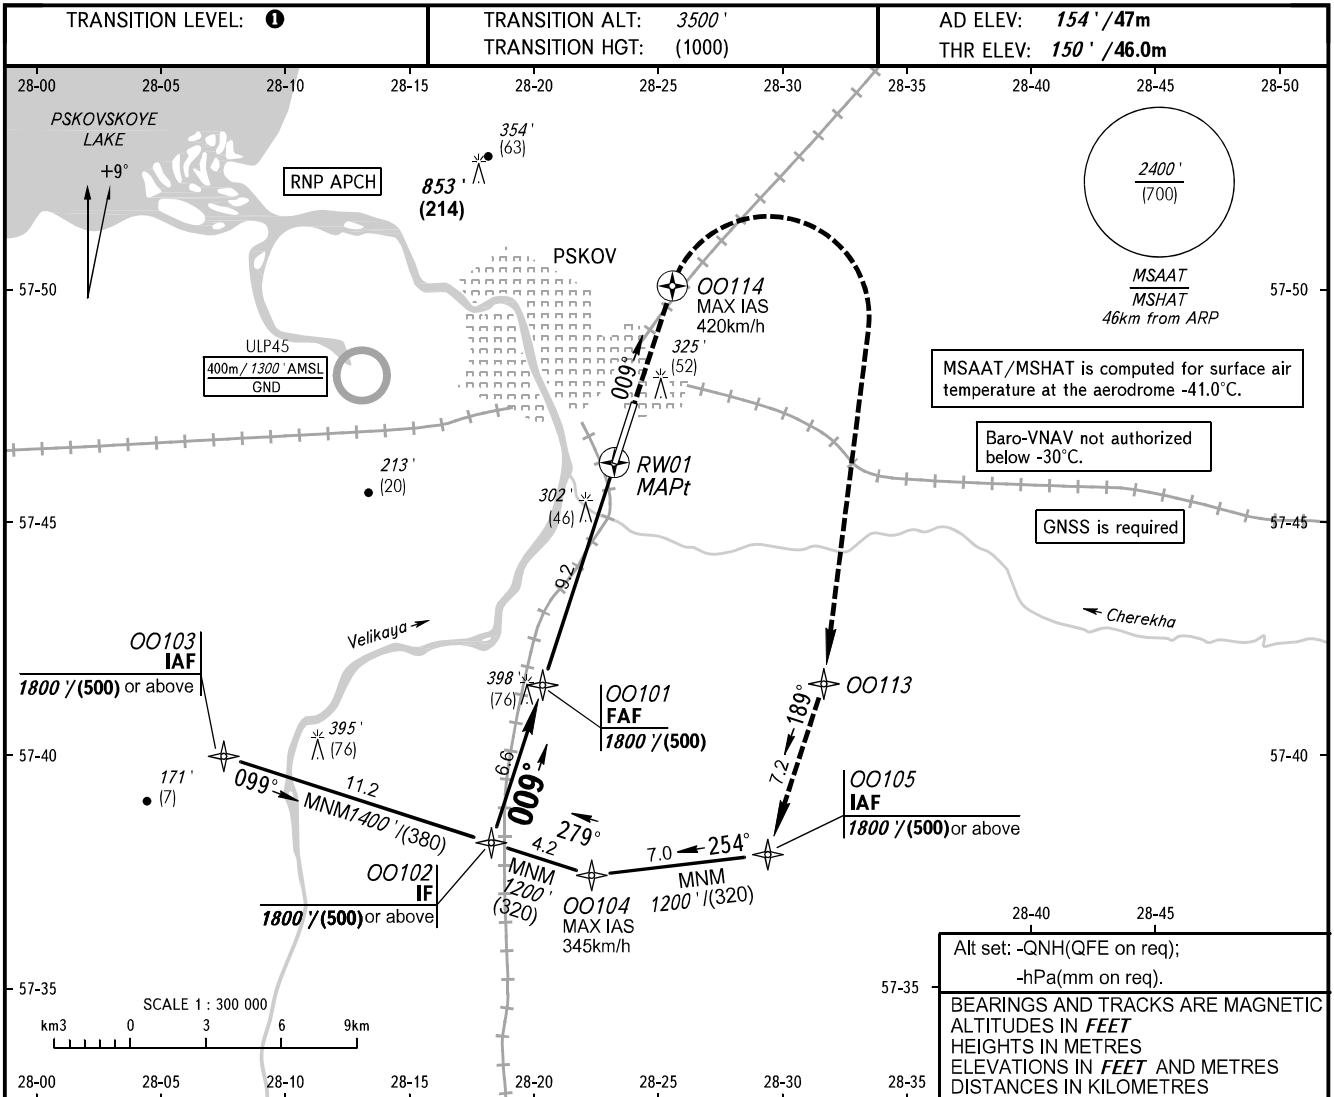 TRANSITION LEVEL: ❶
TRANSITION ALT: 3500'
TRANSITION HGT: (1000)
AD ELEV: 154'/47m
THR ELEV: 150'/46.0m
28-00 28-05 28-10 28-15 28-20 28-25 28-30 28-35 28-40 28-45 28-50
PSKOVSKOYE
LAKE
+9°
RNP APCH
354'
(63)
853'
(214)
2400'
(700)
MSAAT
MSHAT
46km from ARP
PSKOV
OO114
MAX IAS
420km/h
57-50
57-50
ULP45
400m/1300'AMSL
GND
325'
(52)
009°
MSAAT/MSHAT is computed for surface air
temperature at the aerodrome -41.0°C.
Baro-VNAV not authorized
below -30°C.
GNSS is required
RW01
MAPt
213'
(20)
302'
(46)
57-45
57-45
9.2
Velikaya
Cherekha
OO103
IAF
1800'/(500) or above
398'
(76)
OO101
FAF
1800'/(500)
OO113
189°
7.2
395'
(76)
57-40
57-40
171'
(7)
099°
11.2
MNM1400'/(380)
6.6
009°
OO105
IAF
1800'/(500) or above
279°
4.2
MNM
1200'
(320)
7.0
254°
MNM
1200'/(320)
OO102
IF
1800'/(500) or above
OO104
MAX IAS
345km/h
28-40 28-45
57-35
57-35
SCALE 1 : 300 000
km3 0 3 6 9km
28-00 28-05 28-10 28-15 28-20 28-25 28-30 28-35
Alt set: -QNH(QFE on req);
-hPa(mm on req).
BEARINGS AND TRACKS ARE MAGNETIC
ALTITUDES IN FEET
HEIGHTS IN METRES
ELEVATIONS IN FEET AND METRES
DISTANCES IN KILOMETRES